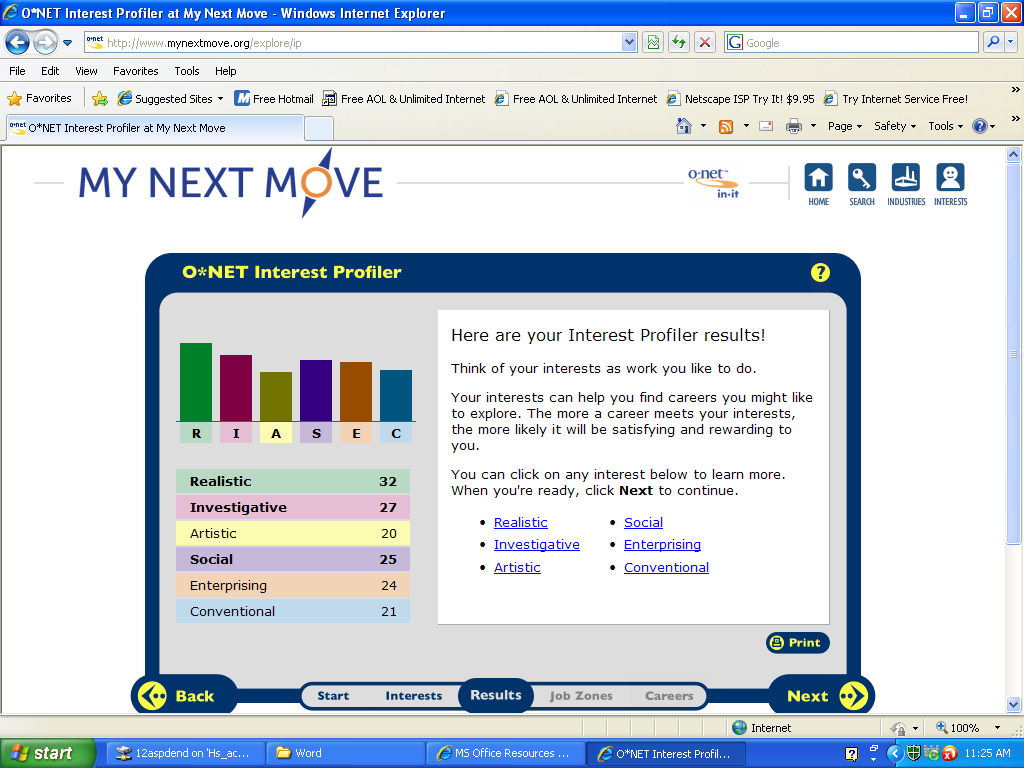 O*NET Interest Profiler at My Next Move - Windows Internet Explorer
o·net http://www.mynextmove.org/explore/ip
Google
File Edit View Favorites Tools Help
Favorites Suggested Sites Free Hotmail Free AOL & Unlimited Internet Free AOL & Unlimited Internet Netscape ISP Try It! $9.95 Try Internet Service Free! »
o·net O*NET Interest Profiler at My Next Move
Page Safety Tools »
MY NEXT MOVE
o·net™
in-it
HOME SEARCH INDUSTRIES INTERESTS
O*NET Interest Profiler ?
R I A S E C
Realistic 32
Investigative 27
Artistic 20
Social 25
Enterprising 24
Conventional 21
Here are your Interest Profiler results!
Think of your interests as work you like to do.
Your interests can help you find careers you might like
to explore. The more a career meets your interests,
the more likely it will be satisfying and rewarding to
you.
You can click on any interest below to learn more.
When you're ready, click Next to continue.
• Realistic
• Investigative
• Artistic
• Social
• Enterprising
• Conventional
Print
Back Start Interests Results Job Zones Careers Next
Internet 100%
start 12aspdend on 'Hs_ac... Word MS Office Resources ... O*NET Interest Profil... 11:25 AM